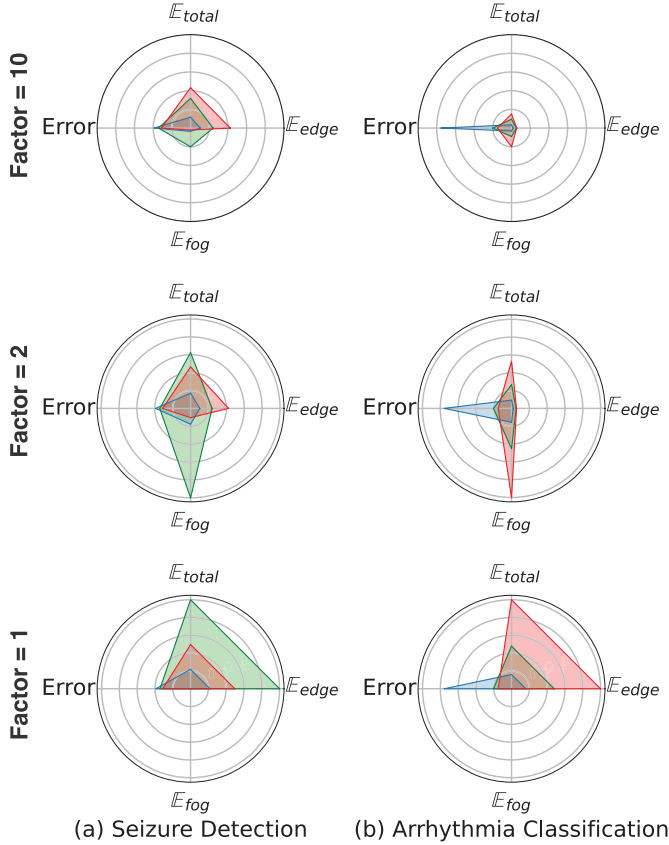 𝔼total 𝔼total
Factor = 10
Error 𝔼edge Error 𝔼edge
𝔼fog 𝔼fog
𝔼total 𝔼total
Factor = 2
Error 𝔼edge Error 𝔼edge
𝔼fog 𝔼fog
𝔼total 𝔼total
Factor = 1
Error 𝔼edge Error 𝔼edge
𝔼fog 𝔼fog
(a) Seizure Detection (b) Arrhythmia Classification